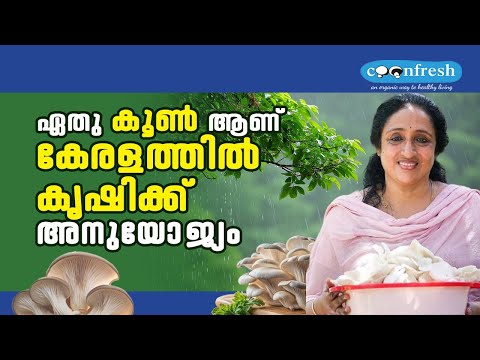 coonfresh
an organic way to healthy living
ഏതു കൂൺ ആണ്
കേരളത്തിൽ
കൃഷിക്ക്
അനുയോജ്യം